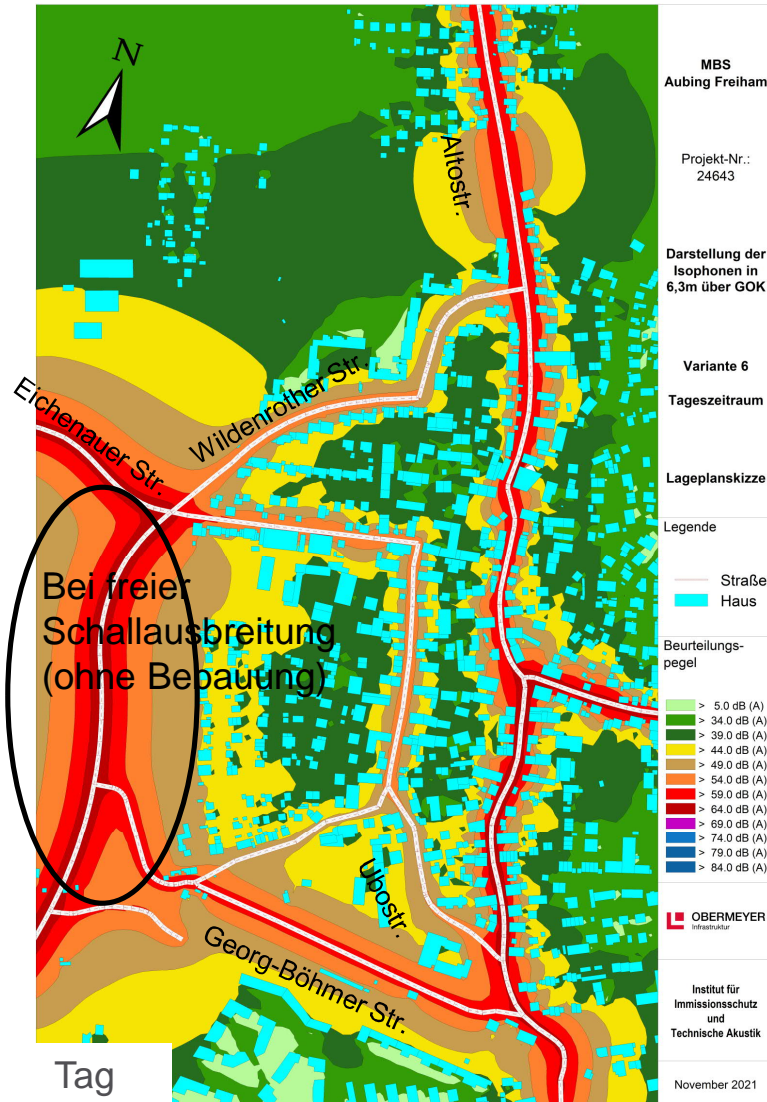 N
Altostr.
Wildenrother Str.
Eichenauer Str.
Bei freier
Schallausbreitung
(ohne Bebauung)
Ubostr.
Georg-Böhmer Str.
Tag
MBS
Aubing Freiham
Projekt-Nr.:
24643
Darstellung der
Isophonen in
6,3m über GOK
Variante 6
Tageszeitraum
Lageplanskizze
Legende
Straße
Haus
Beurteilungs-
pegel
> 5.0 dB (A)
> 34.0 dB (A)
> 39.0 dB (A)
> 44.0 dB (A)
> 49.0 dB (A)
> 54.0 dB (A)
> 59.0 dB (A)
> 64.0 dB (A)
> 69.0 dB (A)
> 74.0 dB (A)
> 79.0 dB (A)
> 84.0 dB (A)
OBERMEYER
Infrastruktur
Institut für
Immissionsschutz
und
Technische Akustik
November 2021